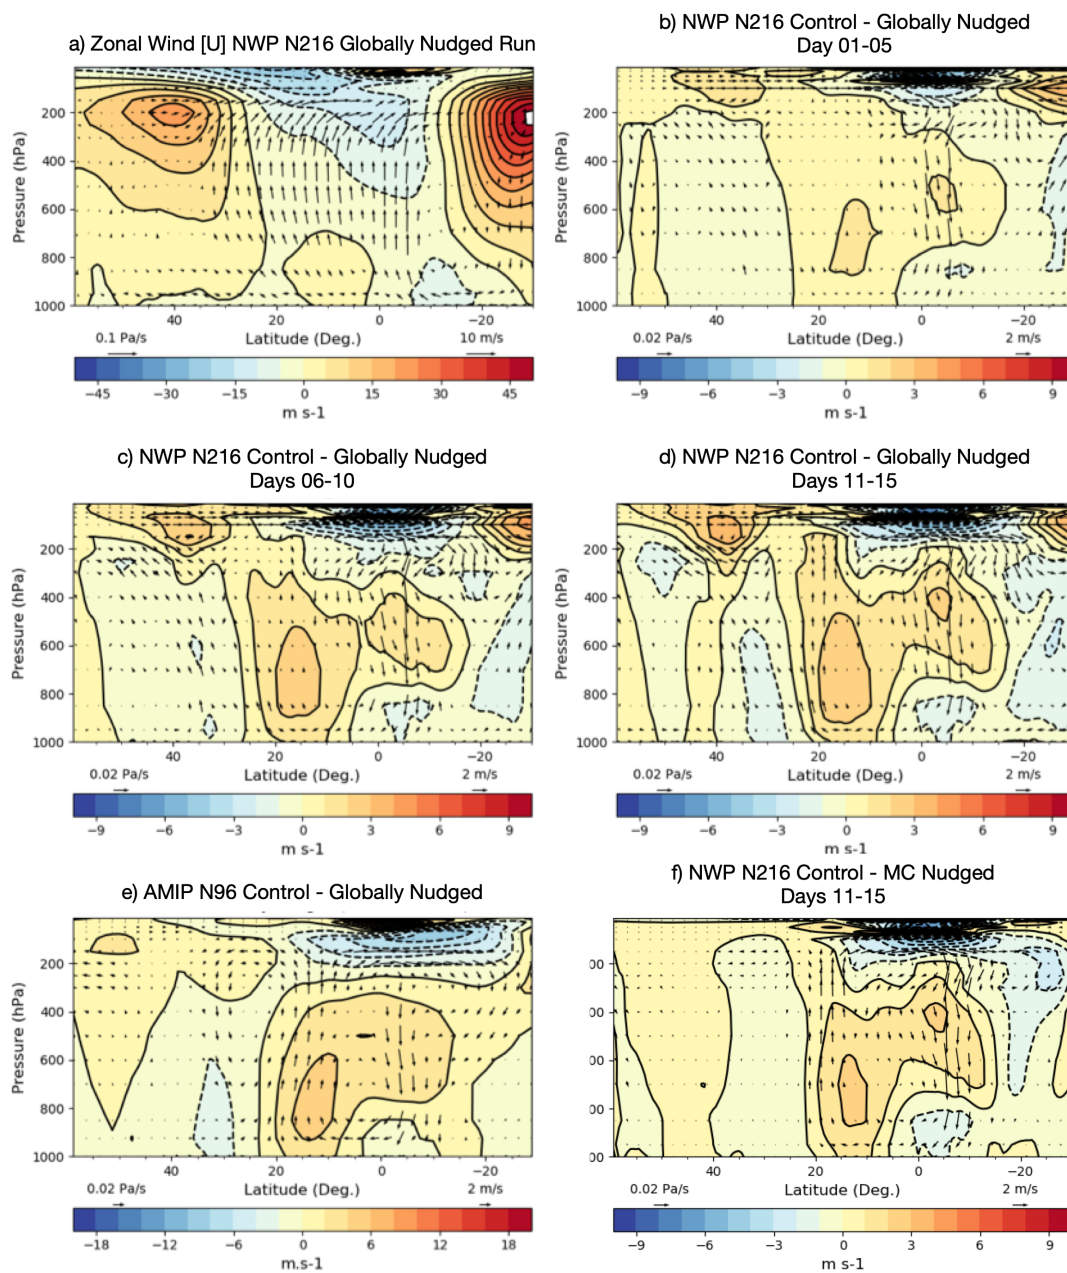 a) Zonal Wind [U] NWP N216 Globally Nudged Run
Pressure (hPa)
200
400
600
800
1000
40 20 0 −20
0.1 Pa/s Latitude (Deg.) 10 m/s
−45 −30 −15 0 15 30 45
m s-1
b) NWP N216 Control - Globally Nudged
Day 01-05
Pressure (hPa)
200
400
600
800
1000
40 20 0 −20
0.02 Pa/s Latitude (Deg.) 2 m/s
−9 −6 −3 0 3 6 9
m s-1
c) NWP N216 Control - Globally Nudged
Days 06-10
Pressure (hPa)
200
400
600
800
1000
40 20 0 −20
0.02 Pa/s Latitude (Deg.) 2 m/s
−9 −6 −3 0 3 6 9
m s-1
d) NWP N216 Control - Globally Nudged
Days 11-15
Pressure (hPa)
200
400
600
800
1000
40 20 0 −20
0.02 Pa/s Latitude (Deg.) 2 m/s
−9 −6 −3 0 3 6 9
m s-1
e) AMIP N96 Control - Globally Nudged
Pressure (hPa)
200
400
600
800
1000
40 20 0 −20
0.02 Pa/s Latitude (Deg.) 2 m/s
−18 −12 −6 0 6 12 18
m.s-1
f) NWP N216 Control - MC Nudged
Days 11-15
00
00
00
00
00
40 20 0 −20
0.02 Pa/s Latitude (Deg.) 2 m/s
−9 −6 −3 0 3 6 9
m s-1